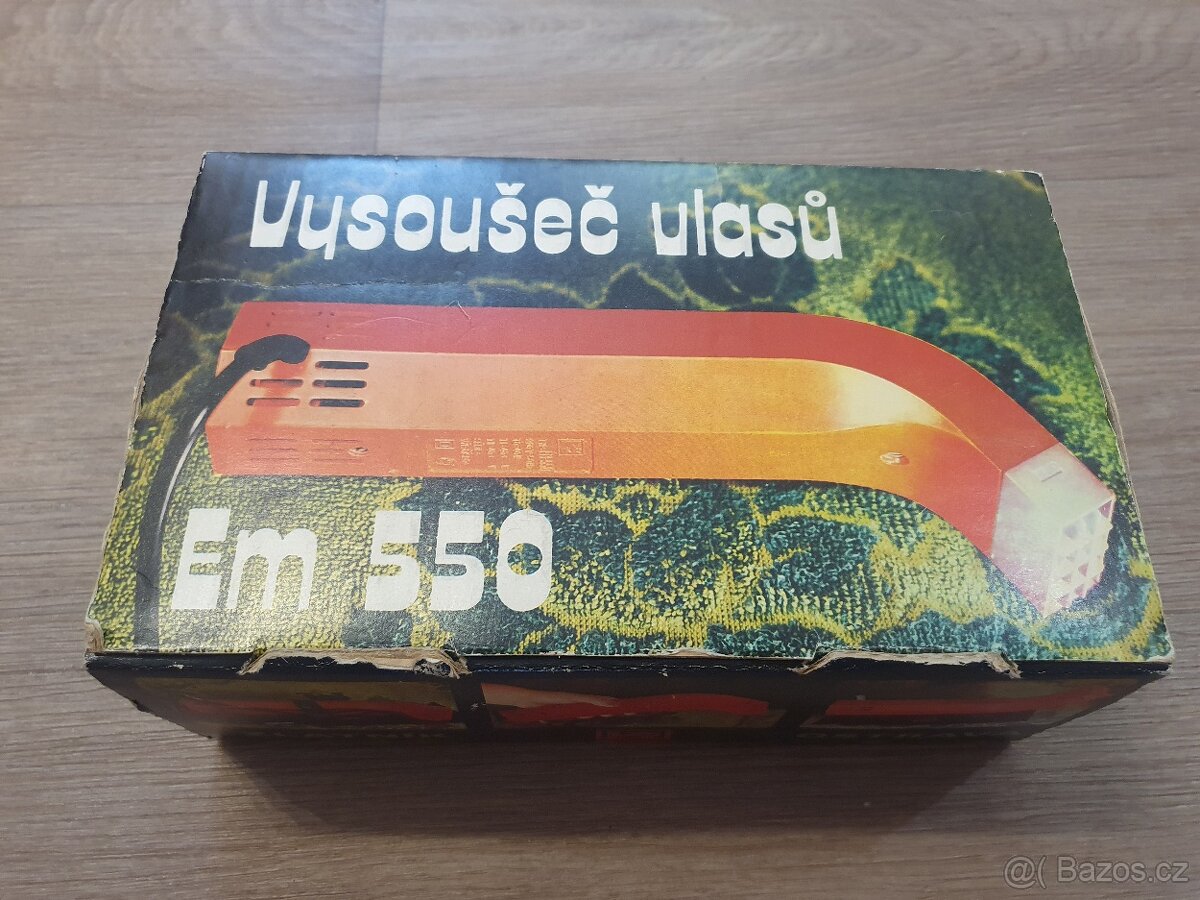 Vysoušeč vlasů
Em 550
@( Bazos.cz